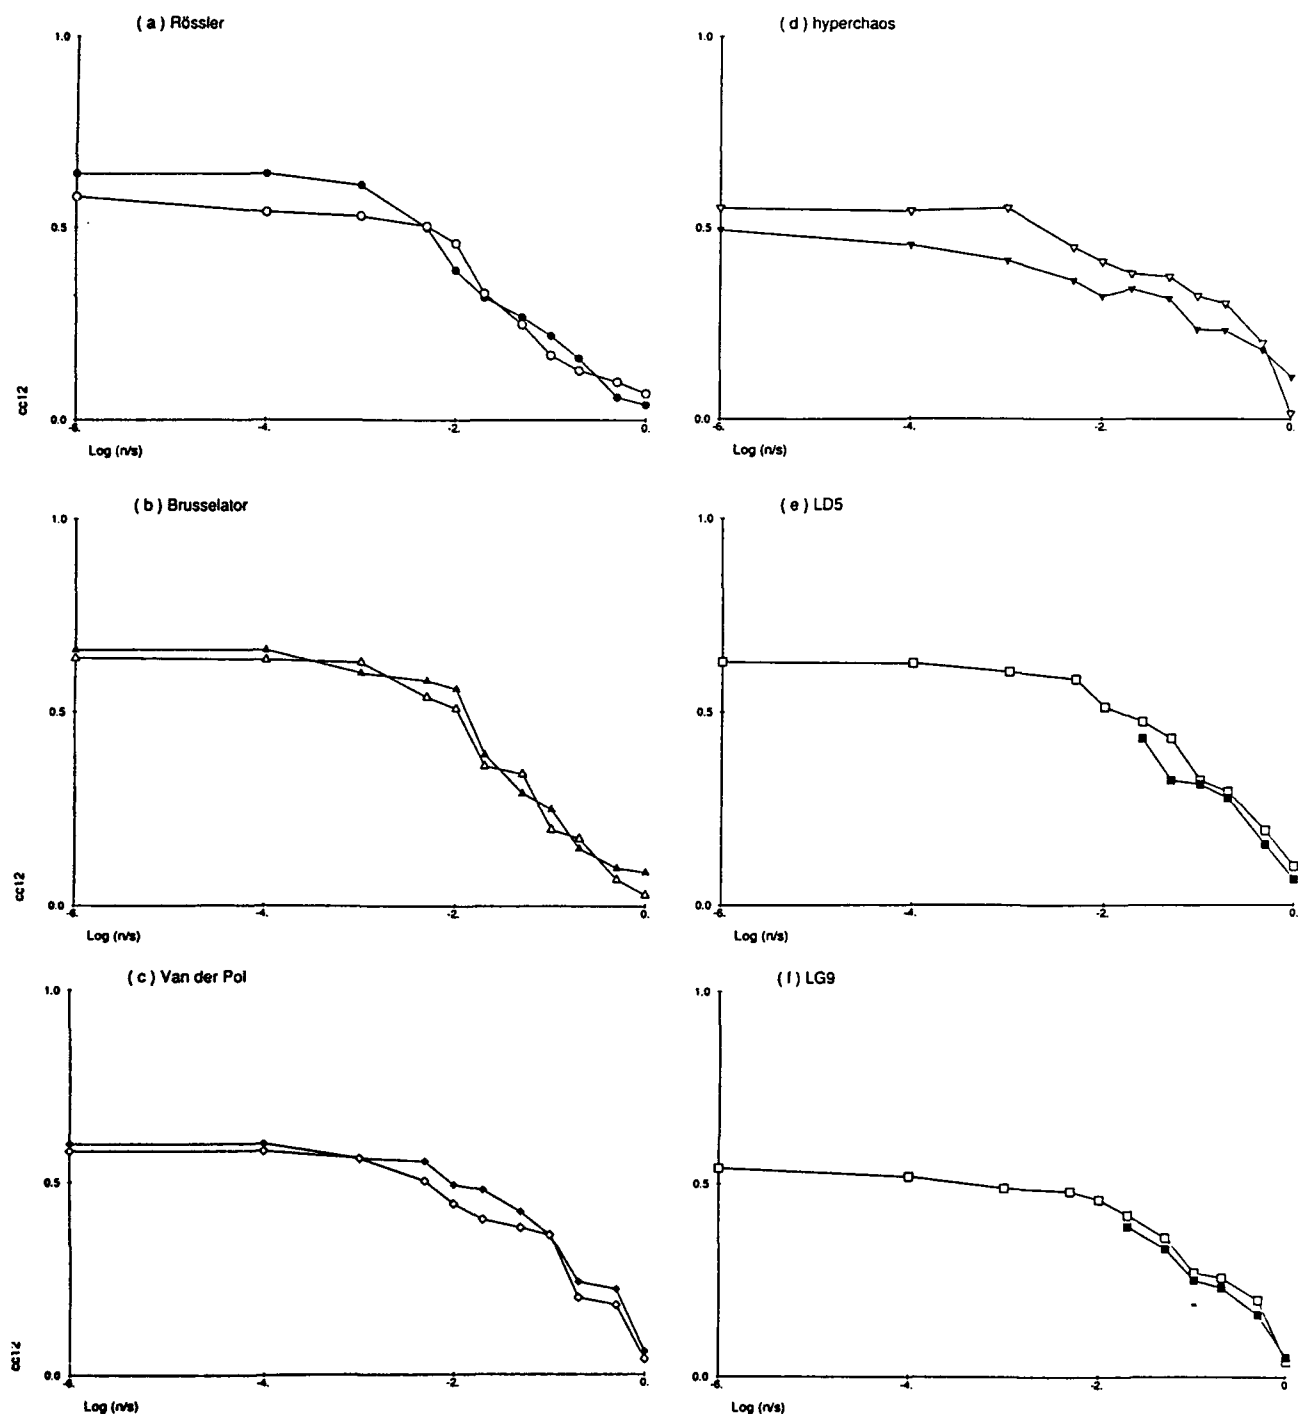 ( a ) Rössler
1.0
0.5
0.0
cc12
-6.
-4.
-2.
0.
Log (n/s)
( d ) hyperchaos
1.0
0.5
0.0
-6.
-4.
-2.
0.
Log (n/s)
( b ) Brusselator
1.0
0.5
0.0
cc12
-6.
-4.
-2.
0.
Log (n/s)
( e ) LD5
1.0
0.5
0.0
-6.
-4.
-2.
0.
Log (n/s)
( c ) Van der Pol
1.0
0.5
0.0
cc12
-6.
-4.
-2.
0.
Log (n/s)
( f ) LG9
1.0
0.5
0.0
-6.
-4.
-2.
0.
Log (n/s)